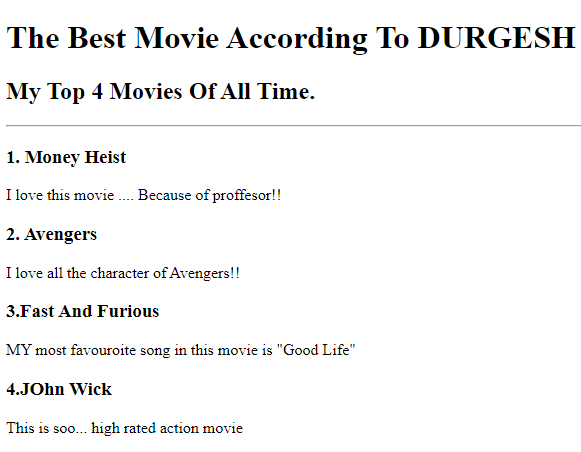 The Best Movie According To DURGESH
My Top 4 Movies Of All Time.
1. Money Heist
I love this movie .... Because of proffesor!!
2. Avengers
I love all the character of Avengers!!
3.Fast And Furious
MY most favouroite song in this movie is "Good Life"
4.JOhn Wick
This is soo... high rated action movie